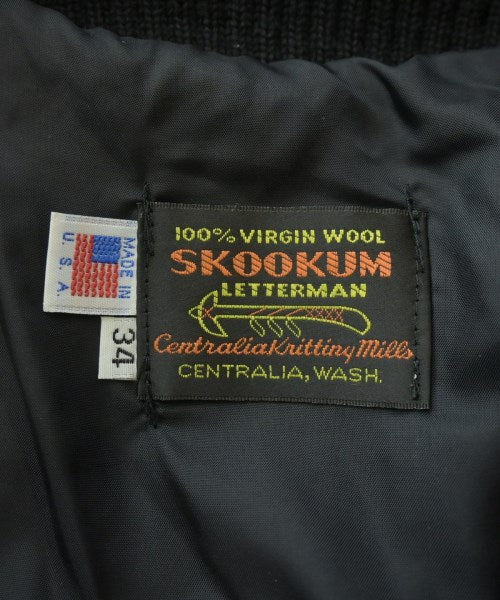 100% VIRGIN WOOL
SKOOKUM
LETTERMAN
Centralia Knitting Mills
CENTRALIA, WASH.
MADE IN
U.S.A.
34